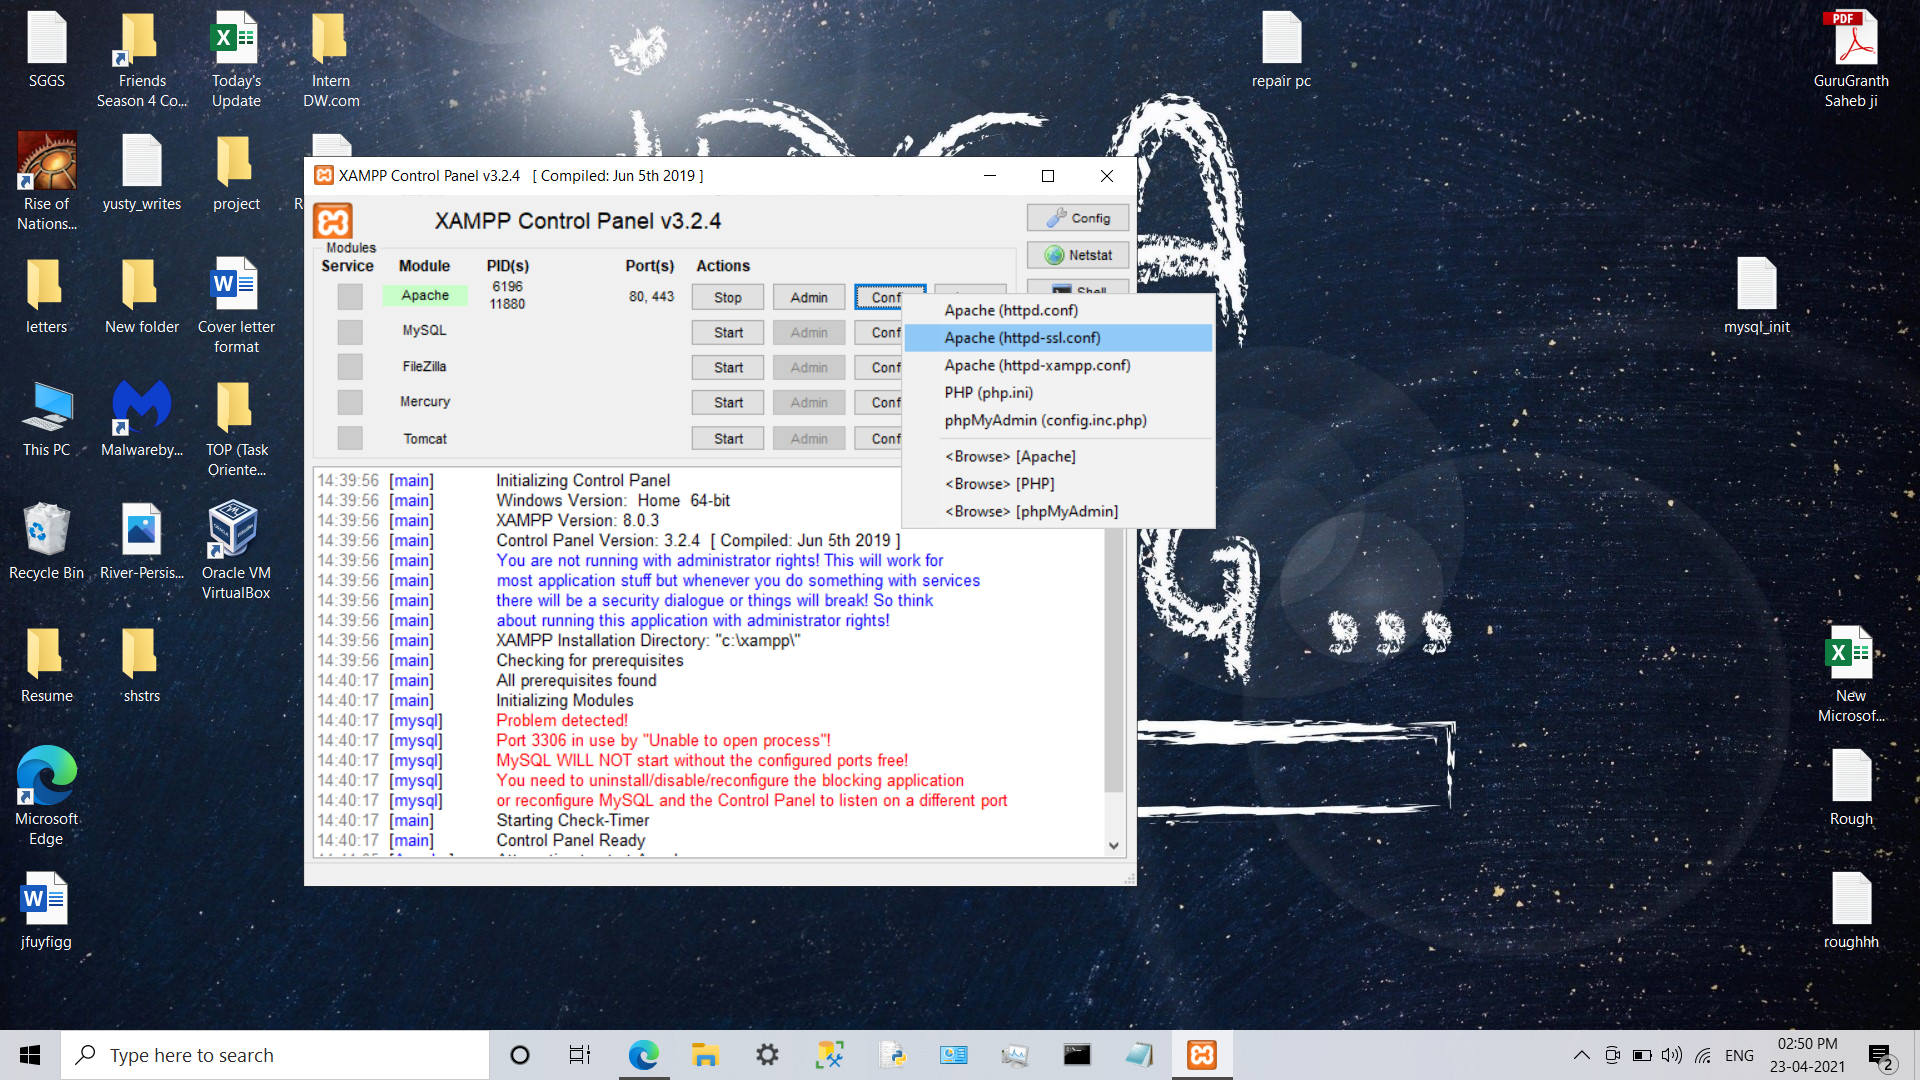 SGGS
Friends
Season 4 Co...
Today's
Update
Intern
DW.com
repair pc
PDF
GuruGranth
Saheb ji
Rise of
Nations...
yusty_writes
project
R
letters
New folder
Cover letter
format
mysql_init
This PC
Malwareby...
TOP (Task
Oriente...
Recycle Bin
River-Persis...
Oracle VM
VirtualBox
Resume
shstrs
New
Microsof...
Microsoft
Edge
Rough
jfuyfigg
roughhh
XAMPP Control Panel v3.2.4 [ Compiled: Jun 5th 2019 ]
XAMPP Control Panel v3.2.4
Config
Netstat
Shell
Modules
Service Module PID(s) Port(s) Actions
Apache 6196 11880 80, 443 Stop Admin Conf
MySQL Start Admin Conf
FileZilla Start Admin Conf
Mercury Start Admin Conf
Tomcat Start Admin Conf
Apache (httpd.conf)
Apache (httpd-ssl.conf)
Apache (httpd-xampp.conf)
PHP (php.ini)
phpMyAdmin (config.inc.php)
<Browse> [Apache]
<Browse> [PHP]
<Browse> [phpMyAdmin]
14:39:56 [main] Initializing Control Panel
14:39:56 [main] Windows Version: Home 64-bit
14:39:56 [main] XAMPP Version: 8.0.3
14:39:56 [main] Control Panel Version: 3.2.4 [ Compiled: Jun 5th 2019 ]
14:39:56 [main] You are not running with administrator rights! This will work for
14:39:56 [main] most application stuff but whenever you do something with services
14:39:56 [main] there will be a security dialogue or things will break! So think
14:39:56 [main] about running this application with administrator rights!
14:39:56 [main] XAMPP Installation Directory: "c:\xampp\"
14:39:56 [main] Checking for prerequisites
14:40:17 [main] All prerequisites found
14:40:17 [main] Initializing Modules
14:40:17 [mysql] Problem detected!
14:40:17 [mysql] Port 3306 in use by "Unable to open process"!
14:40:17 [mysql] MySQL WILL NOT start without the configured ports free!
14:40:17 [mysql] You need to uninstall/disable/reconfigure the blocking application
14:40:17 [mysql] or reconfigure MySQL and the Control Panel to listen on a different port
14:40:17 [main] Starting Check-Timer
14:40:17 [main] Control Panel Ready
Type here to search
ENG
02:50 PM
23-04-2021
2